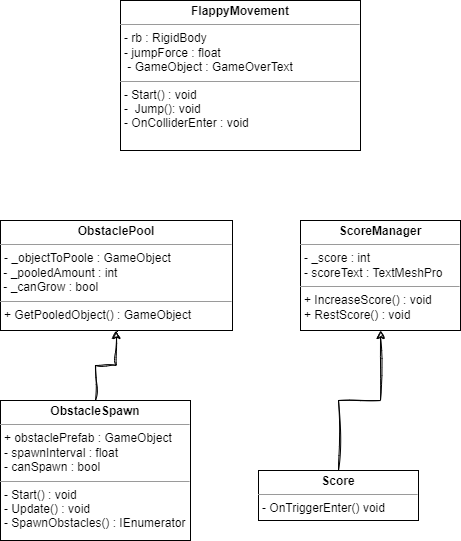 FlappyMovement
- rb : RigidBody
- jumpForce : float
- GameObject : GameOverText
- Start() : void
- Jump(): void
- OnColliderEnter : void
ObstaclePool
- _objectToPoole : GameObject
- _pooledAmount : int
- _canGrow : bool
+ GetPooledObject() : GameObject
ScoreManager
- _score : int
- scoreText : TextMeshPro
+ IncreaseScore() : void
+ RestScore() : void
ObstacleSpawn
+ obstaclePrefab : GameObject
- spawnInterval : float
- canSpawn : bool
- Start() : void
- Update() : void
- SpawnObstacles() : IEnumerator
Score
- OnTriggerEnter() void